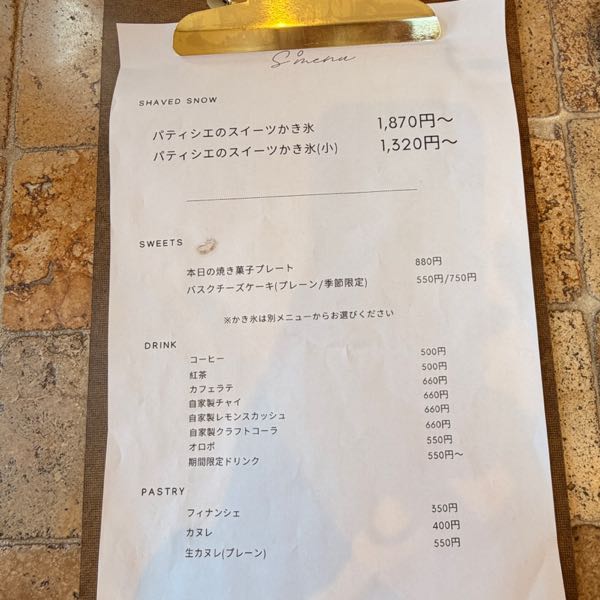 S°menu
SHAVED SNOW
パティシエのスイーツかき氷 1,870円〜
パティシエのスイーツかき氷(小) 1,320円〜
SWEETS
本日の焼き菓子プレート 880円
バスクチーズケーキ(プレーン/季節限定) 550円/750円
※かき氷は別メニューからお選びください
DRINK
コーヒー 500円
紅茶 500円
カフェラテ 660円
自家製チャイ 660円
自家製レモンスカッシュ 660円
自家製クラフトコーラ 660円
オロポ 550円
期間限定ドリンク 550円〜
PASTRY
フィナンシェ 350円
カヌレ 400円
生カヌレ(プレーン) 550円